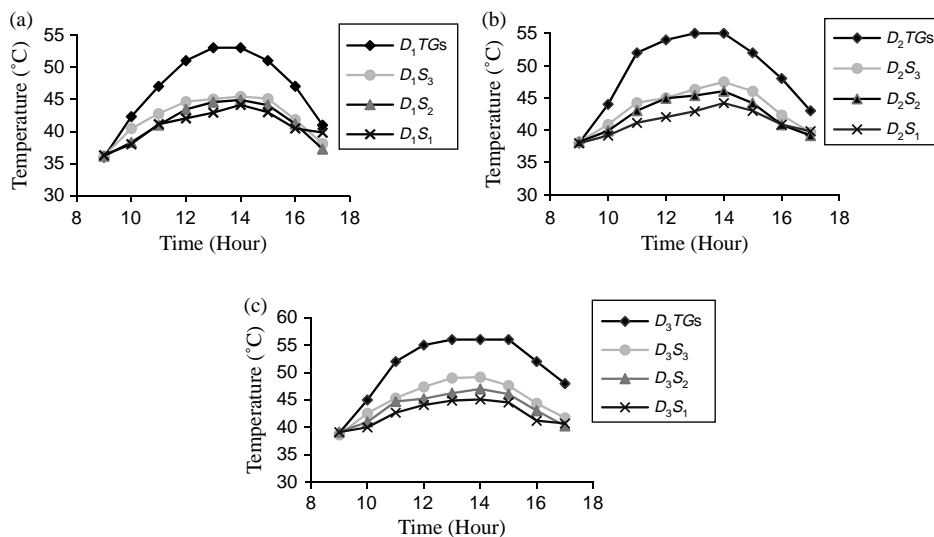 (a)
Temperature (˚C)
55
50
45
40
35
30
8 10 12 14 16 18
Time (Hour)
D₁TGs
D₁S₃
D₁S₂
D₁S₁
(b)
Temperature (˚C)
55
50
45
40
35
30
8 10 12 14 16 18
Time (Hour)
D₂TGs
D₂S₃
D₂S₂
D₂S₁
(c)
Temperature (˚C)
60
55
50
45
40
35
30
8 10 12 14 16 18
Time (Hour)
D₃TGs
D₃S₃
D₃S₂
D₃S₁